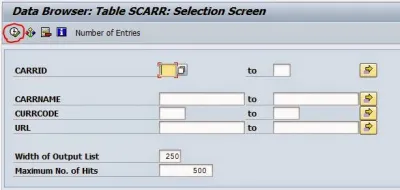 Data Browser: Table SCARR: Selection Screen
Number of Entries
CARRID to
CARRNAME to
CURRCODE to
URL to
Width of Output List 250
Maximum No. of Hits 500